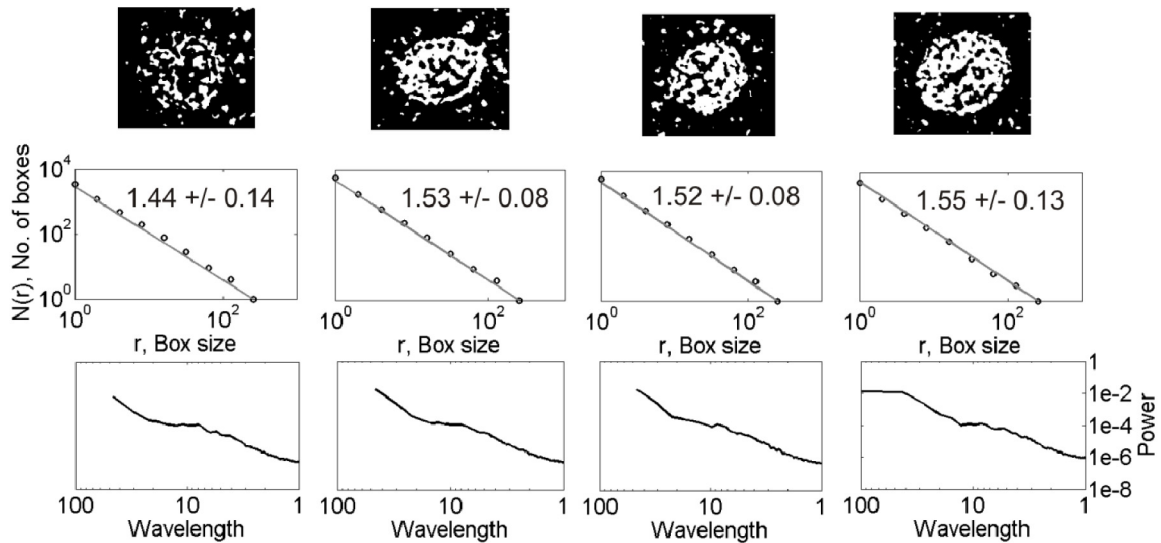 1.44 +/- 0.14
1.53 +/- 0.08
1.52 +/- 0.08
1.55 +/- 0.13
N(r), No. of boxes
10^4
10^2
10^0
10^0 10^2
10^0 10^2
10^0 10^2
10^0 10^2
r, Box size
r, Box size
r, Box size
r, Box size
1
1e-2
1e-4
1e-6
1e-8
Power
100 10 1
100 10 1
100 10 1
100 10 1
Wavelength
Wavelength
Wavelength
Wavelength